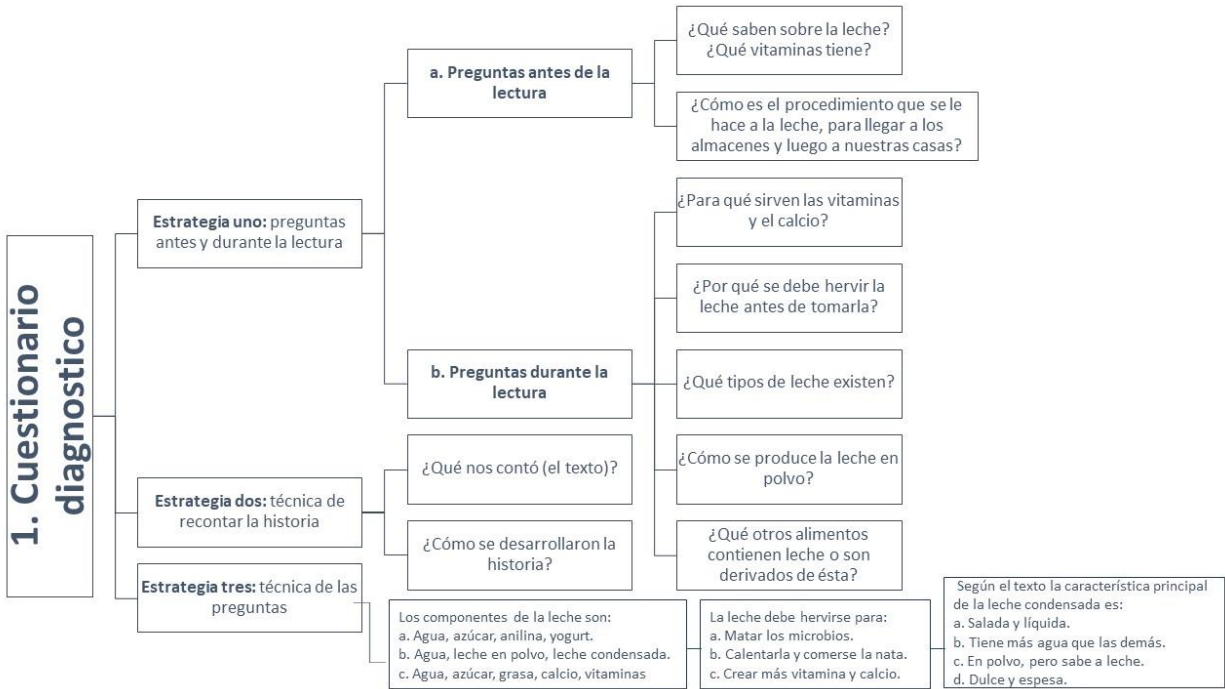 1. Cuestionario
diagnostico
Estrategia uno: preguntas
antes y durante la lectura
a. Preguntas antes de la
lectura
¿Qué saben sobre la leche?
¿Qué vitaminas tiene?
¿Cómo es el procedimiento que se le
hace a la leche, para llegar a los
almacenes y luego a nuestras casas?
b. Preguntas durante la
lectura
¿Para qué sirven las vitaminas
y el calcio?
¿Por qué se debe hervir la
leche antes de tomarla?
¿Qué tipos de leche existen?
¿Cómo se produce la leche en
polvo?
¿Qué otros alimentos
contienen leche o son
derivados de ésta?
Estrategia dos: técnica de
recontar la historia
¿Qué nos contó (el texto)?
¿Cómo se desarrollaron la
historia?
Estrategia tres: técnica de las
preguntas
Los componentes de la leche son:
a. Agua, azúcar, anilina, yogurt.
b. Agua, leche en polvo, leche condensada.
c. Agua, azúcar, grasa, calcio, vitaminas
La leche debe hervirse para:
a. Matar los microbios.
b. Calentarla y comerse la nata.
c. Crear más vitamina y calcio.
Según el texto la característica principal
de la leche condensada es:
a. Salada y líquida.
b. Tiene más agua que las demás.
c. En polvo, pero sabe a leche.
d. Dulce y espesa.